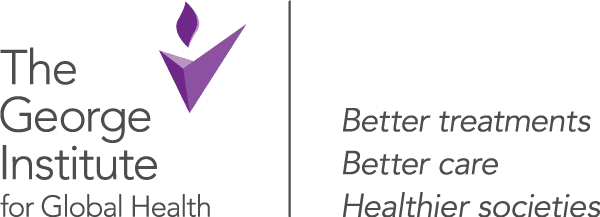 The
George
Institute
for Global Health
Better treatments
Better care
Healthier societies